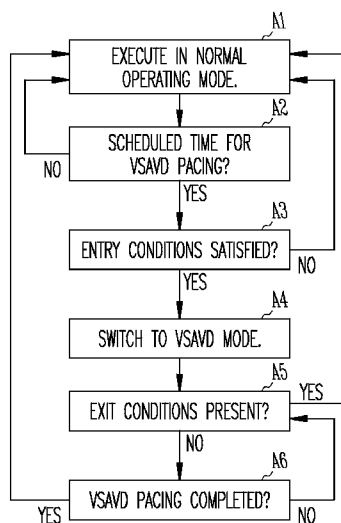 A1
EXECUTE IN NORMAL
OPERATING MODE.
A2
SCHEDULED TIME FOR
VSAVD PACING?
NO
YES
A3
ENTRY CONDITIONS SATISFIED?
NO
YES
A4
SWITCH TO VSAVD MODE.
A5
EXIT CONDITIONS PRESENT?
YES
NO
A6
VSAVD PACING COMPLETED?
YES
NO